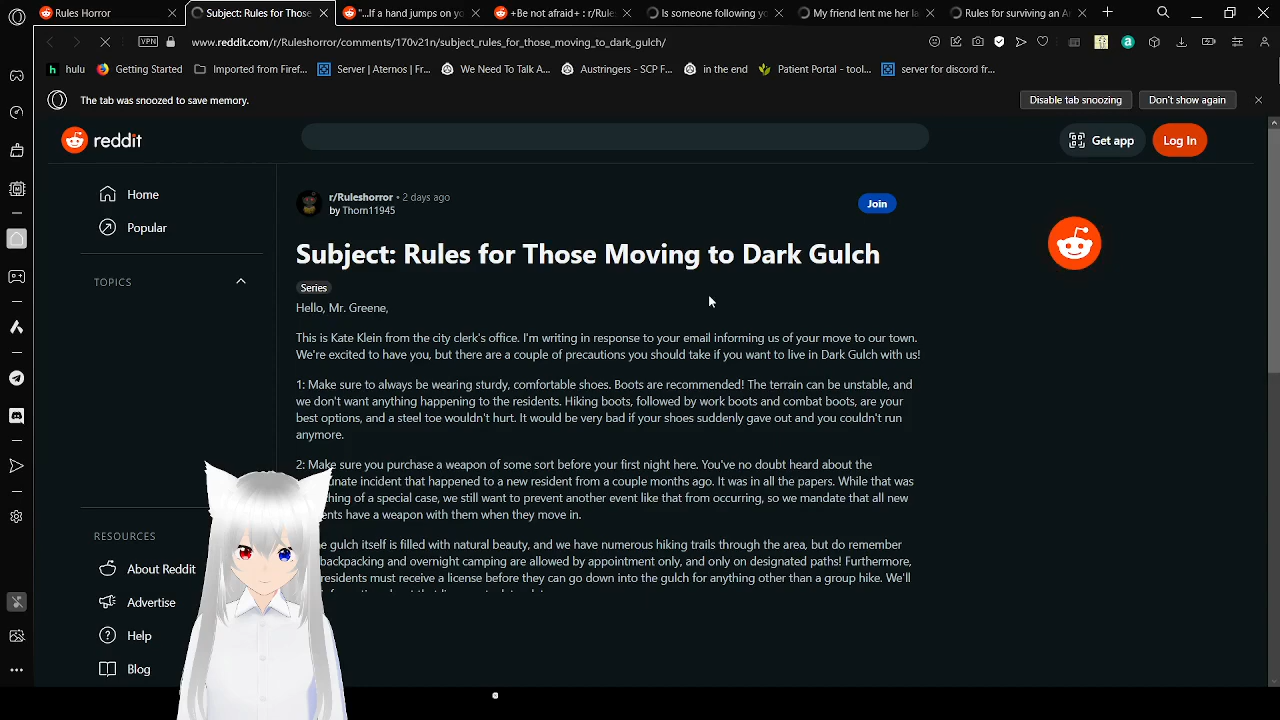 Rules Horror
Subject: Rules for Those
"...If a hand jumps on yo
+Be not afraid+ : r/Rule
Is someone following yo
My friend lent me her la
Rules for surviving an A
VPN
www.reddit.com/r/Ruleshorror/comments/170v21n/subject_rules_for_those_moving_to_dark_gulch/
hulu
Getting Started
Imported from Firef...
Server | Aternos | Fr...
We Need To Talk A...
Austringers - SCP F...
in the end
Patient Portal - tool...
server for discord fr...
The tab was snoozed to save memory.
Disable tab snoozing
Don't show again
reddit
Get app
Log In
Home
Popular
TOPICS
RESOURCES
About Reddit
Advertise
Help
Blog
r/Ruleshorror • 2 days ago
by Thorn11945
Join
Subject: Rules for Those Moving to Dark Gulch
Series
Hello, Mr. Greene,
This is Kate Klein from the city clerk's office. I'm writing in response to your email informing us of your move to our town.
We're excited to have you, but there are a couple of precautions you should take if you want to live in Dark Gulch with us!
1: Make sure to always be wearing sturdy, comfortable shoes. Boots are recommended! The terrain can be unstable, and
we don't want anything happening to the residents. Hiking boots, followed by work boots and combat boots, are your
best options, and a steel toe wouldn't hurt. It would be very bad if your shoes suddenly gave out and you couldn't run
anymore.
2: Make sure you purchase a weapon of some sort before your first night here. You've no doubt heard about the
tunate incident that happened to a new resident from a couple months ago. It was in all the papers. While that was
thing of a special case, we still want to prevent another event like that from occurring, so we mandate that all new
ents have a weapon with them when they move in.
he gulch itself is filled with natural beauty, and we have numerous hiking trails through the area, but do remember
backpacking and overnight camping are allowed by appointment only, and only on designated paths! Furthermore,
residents must receive a license before they can go down into the gulch for anything other than a group hike. We'll